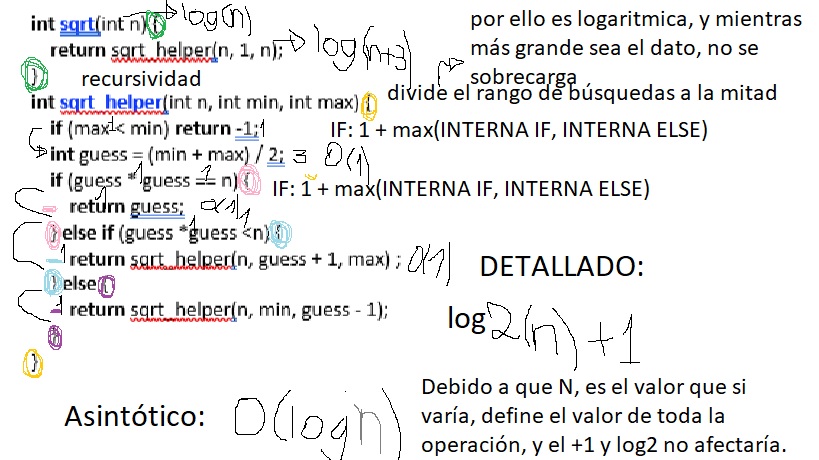 int sqrt(int n) { log(n)
return sqrt_helper(n, 1, n); log(n+3)
} recursividad
por ello es logaritmica, y mientras
más grande sea el dato, no se
sobrecarga
divide el rango de búsquedas a la mitad
int sqrt_helper(int n, int min, int max) {
if (max < min) return -1; 1
IF: 1 + max(INTERNA IF, INTERNA ELSE)
int guess = (min + max) / 2; 3 O(1)
if (guess * guess == n) {
IF: 1 + max(INTERNA IF, INTERNA ELSE)
return guess;
} else if (guess * guess <n) {
return sqrt_helper(n, guess + 1, max) ; O(1)
} else {
return sqrt_helper(n, min, guess - 1);
}
}
DETALLADO:
log2(n)+1
Asintótico: O(log n)
Debido a que N, es el valor que si
varía, define el valor de toda la
operación, y el +1 y log2 no afectaría.